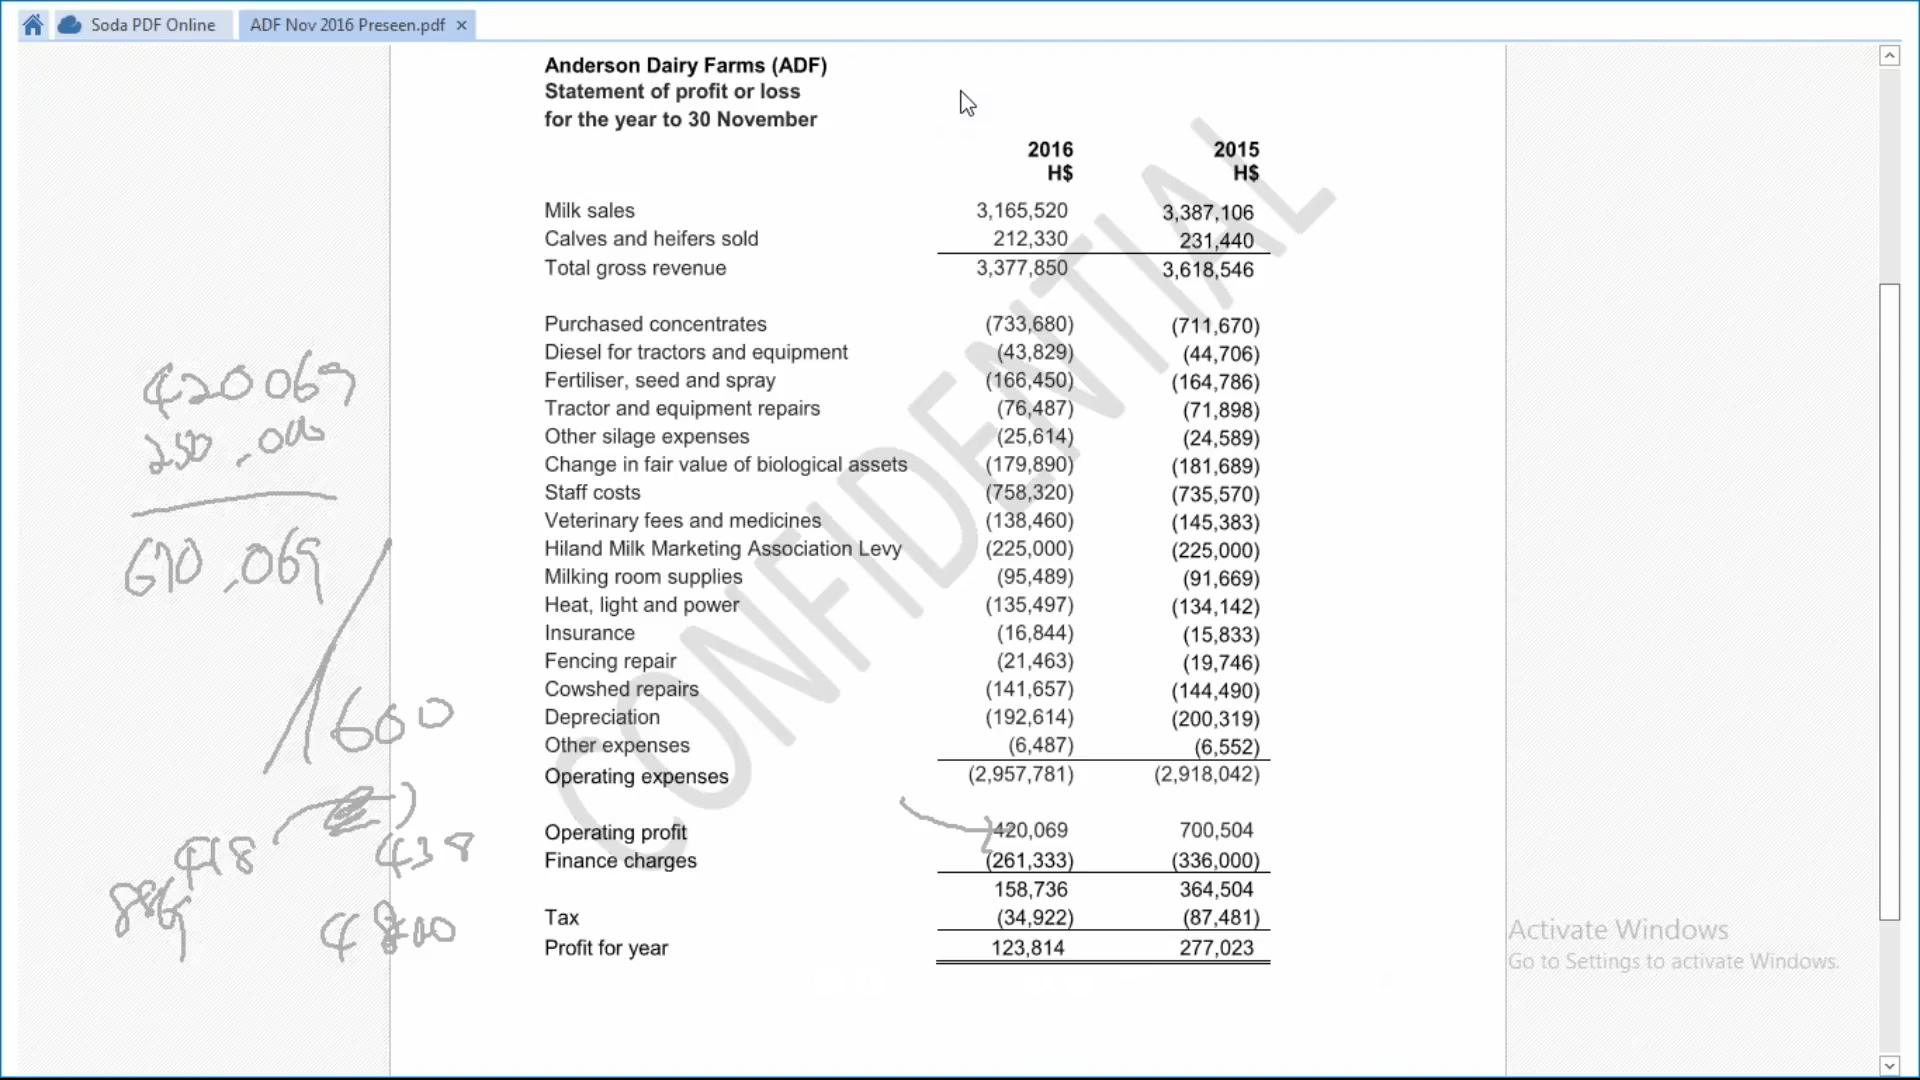 Soda PDF Online
ADF Nov 2016 Preseen.pdf ×
Anderson Dairy Farms (ADF)
Statement of profit or loss
for the year to 30 November
2016 2015
H$ H$
Milk sales 3,165,520 3,387,106
Calves and heifers sold 212,330 231,440
Total gross revenue 3,377,850 3,618,546
Purchased concentrates (733,680) (711,670)
Diesel for tractors and equipment (43,829) (44,706)
Fertiliser, seed and spray (166,450) (164,786)
Tractor and equipment repairs (76,487) (71,898)
Other silage expenses (25,614) (24,589)
Change in fair value of biological assets (179,890) (181,689)
Staff costs (758,320) (735,570)
Veterinary fees and medicines (138,460) (145,383)
Hiland Milk Marketing Association Levy (225,000) (225,000)
Milking room supplies (95,489) (91,669)
Heat, light and power (135,497) (134,142)
Insurance (16,844) (15,833)
Fencing repair (21,463) (19,746)
Cowshed repairs (141,657) (144,490)
Depreciation (192,614) (200,319)
Other expenses (6,487) (6,552)
Operating expenses (2,957,781) (2,918,042)
Operating profit 420,069 700,504
Finance charges (261,333) (336,000)
158,736 364,504
Tax (34,922) (87,481)
Profit for year 123,814 277,023
CONFIDENTIAL
420069
250,000
670,069
600
418
438
Activate Windows
Go to Settings to activate Windows.